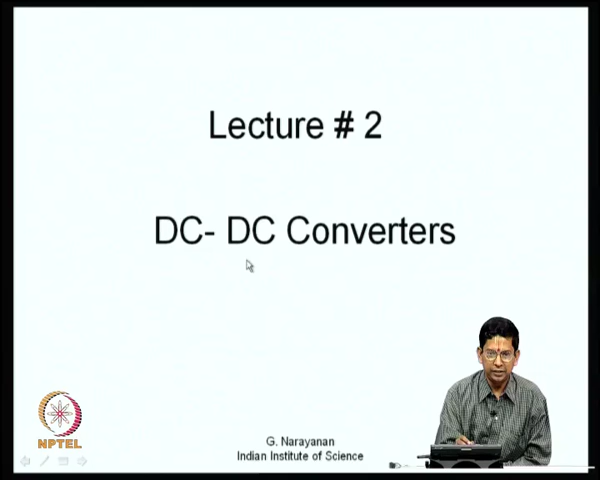 Lecture # 2
DC- DC Converters
NPTEL
G. Narayanan
Indian Institute of Science